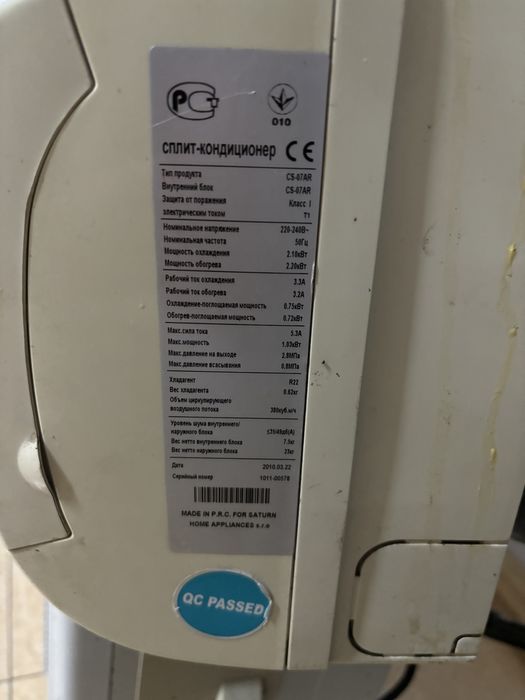 РСТ
010
СПЛИТ-КОНДИЦИОНЕР CE
Тип продукта CS-07AR
Внутренний блок CS-07AR
Защита от поражения Класс I
электрическим током T1
Номинальное напряжение 220-240В~
Номинальная частота 50Гц
Мощность охлаждения 2.10кВт
Мощность обогрева 2.20кВт
Рабочий ток охлаждения 3.3А
Рабочий ток обогрева 3.2А
Охлаждение-поглощаемая мощность 0.75кВт
Обогрев-поглощаемая мощность 0.72кВт
Макс.сила тока 5.3А
Макс.мощность 1.03кВт
Макс.давление на выходе 2.8МПа
Макс.давление всасывания 0.8МПа
Хладагент R22
Вес хладагента 0.62кг
Объем циркулирующего
воздушного потока 380куб.м/ч
Уровень шума внутреннего/
наружного блока ≤35/49дб(А)
Вес нетто внутреннего блока 7.5кг
Вес нетто наружного блока 23кг
Дата 2010.03.22
Серийный номер 1011-00578
MADE IN P.R.C. FOR SATURN
HOME APPLIANCES s.r.o
QC PASSED